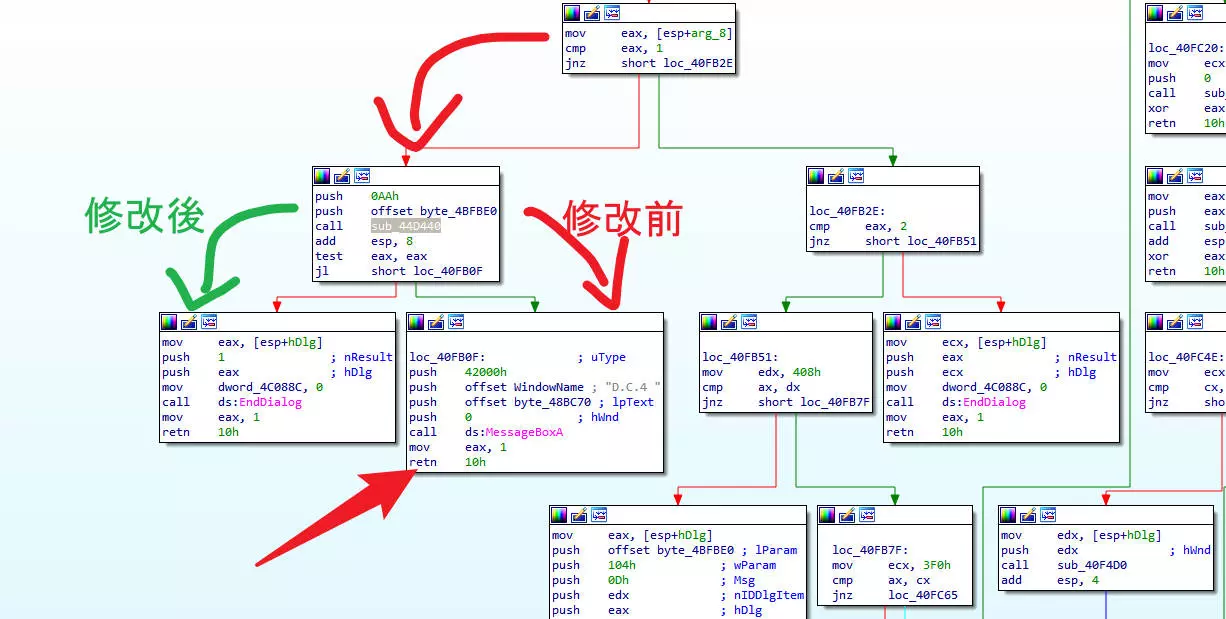 mov eax, [esp+arg_8]
cmp eax, 1
jnz short loc_40FB2E
loc_40FC20:
mov ecx
push 0
call sub_
xor eax
retn 10h
修改後
push 0AAh
push offset byte_4BFBE0
call sub_44D440
add esp, 8
test eax, eax
jl short loc_40FB0F
修改前
loc_40FB2E:
cmp eax, 2
jnz short loc_40FB51
mov eax
push eax
call sub_
add esp
xor eax
retn 10h
mov eax, [esp+hDlg]
push 1 ; nResult
push eax ; hDlg
mov dword_4C088C, 0
call ds:EndDialog
mov eax, 1
retn 10h
loc_40FB0F: ; uType
push 42000h
push offset WindowName ; "D.C.4 "
push offset byte_48BC70 ; lpText
push 0 ; hWnd
call ds:MessageBoxA
mov eax, 1
retn 10h
loc_40FB51:
mov edx, 408h
cmp ax, dx
jnz short loc_40FB7F
mov ecx, [esp+hDlg]
push eax ; nResult
push ecx ; hDlg
mov dword_4C088C, 0
call ds:EndDialog
mov eax, 1
retn 10h
loc_40FC4E:
mov ecx
cmp cx,
jnz sho
mov eax, [esp+hDlg]
push offset byte_4BFBE0 ; lParam
push 104h ; wParam
push 0Dh ; Msg
push edx ; nIDDlgItem
push eax ; hDlg
loc_40FB7F:
mov ecx, 3F0h
cmp ax, cx
jnz loc_40FC65
mov edx, [esp+hDlg]
push edx ; hWnd
call sub_40F4D0
add esp, 4